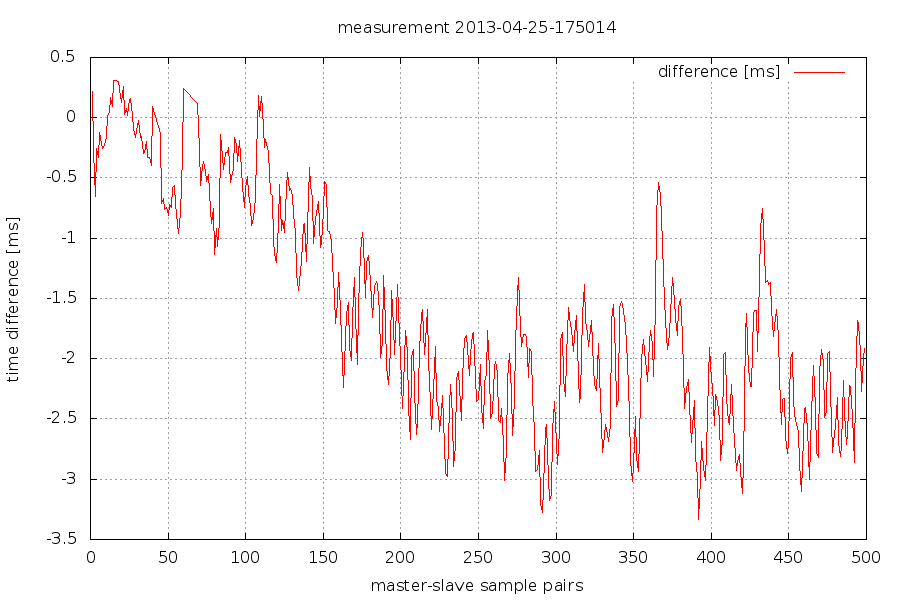 measurement 2013-04-25-175014
difference [ms]
0.5
0
-0.5
-1
-1.5
-2
-2.5
-3
-3.5
time difference [ms]
0 50 100 150 200 250 300 350 400 450 500
master-slave sample pairs